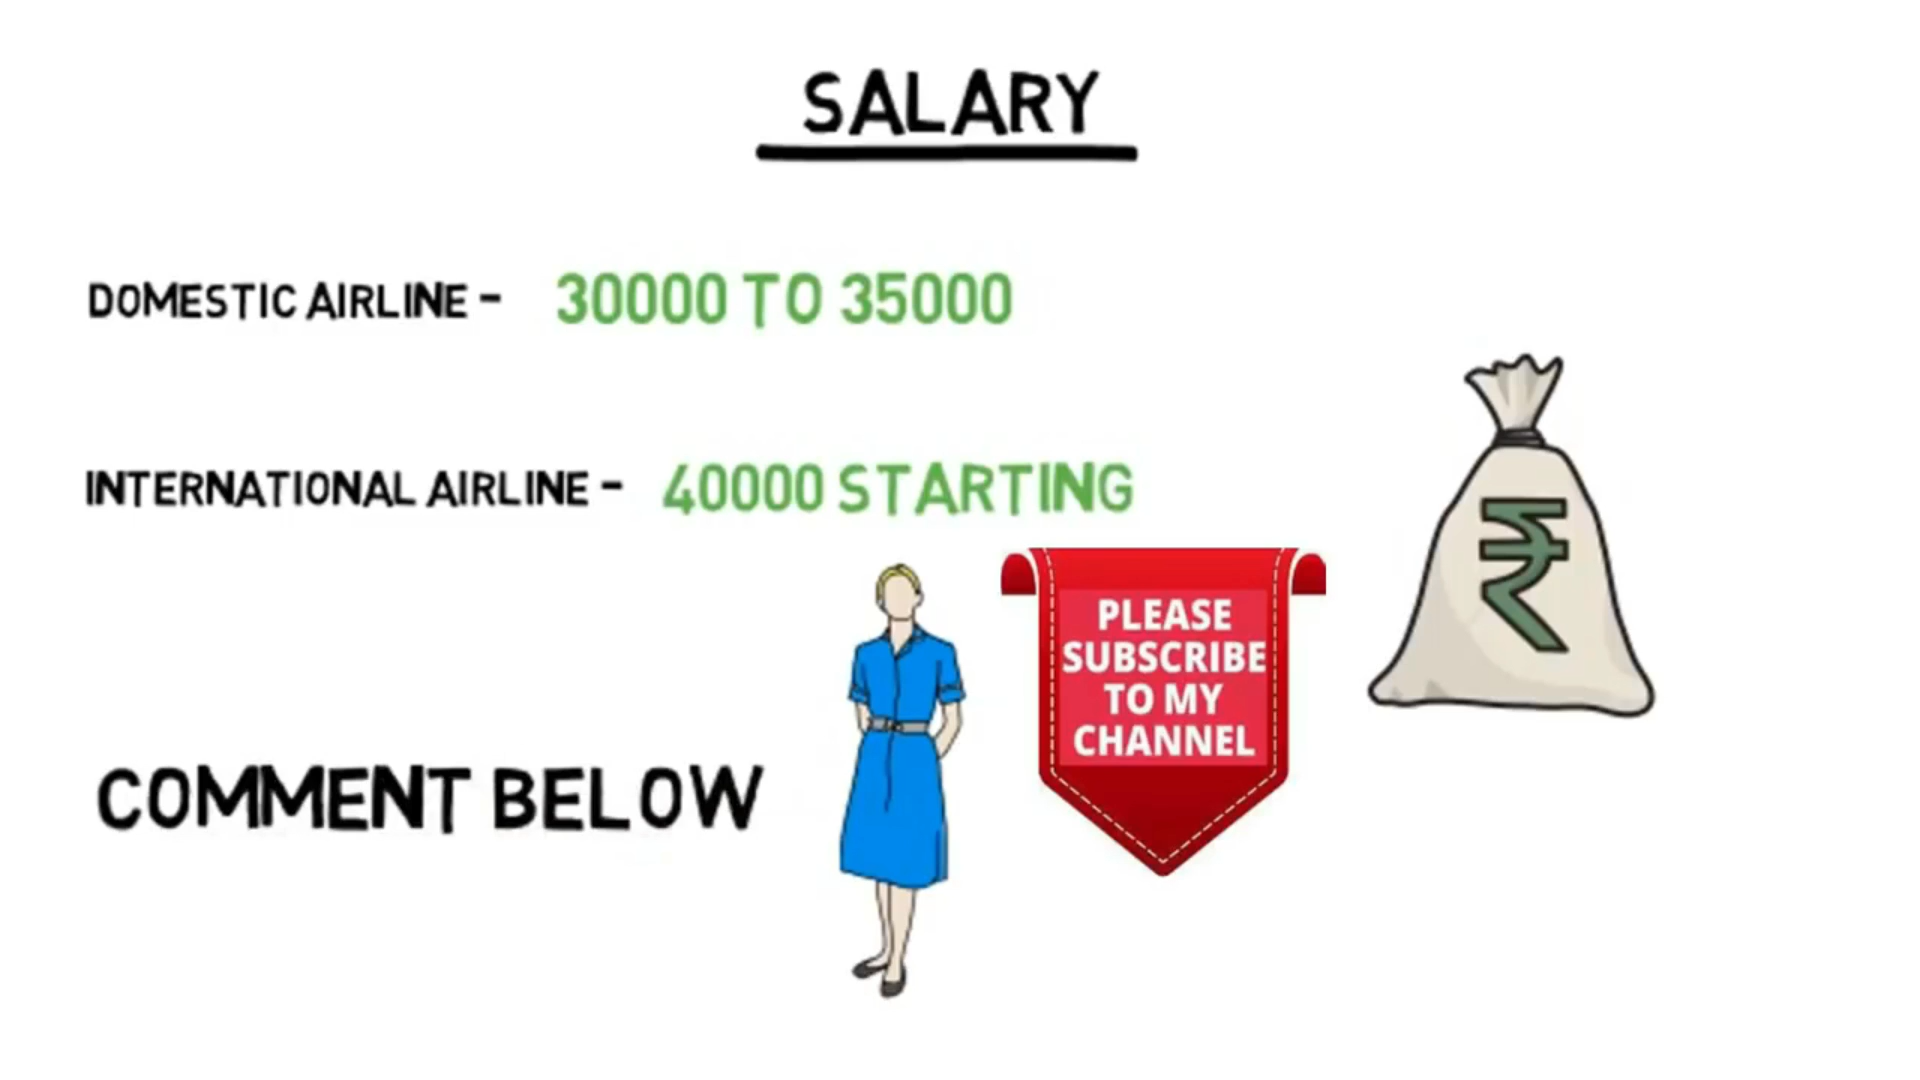 SALARY
DOMESTIC AIRLINE - 30000 TO 35000
INTERNATIONAL AIRLINE - 40000 STARTING
₹
PLEASE
SUBSCRIBE
TO MY
CHANNEL
COMMENT BELOW